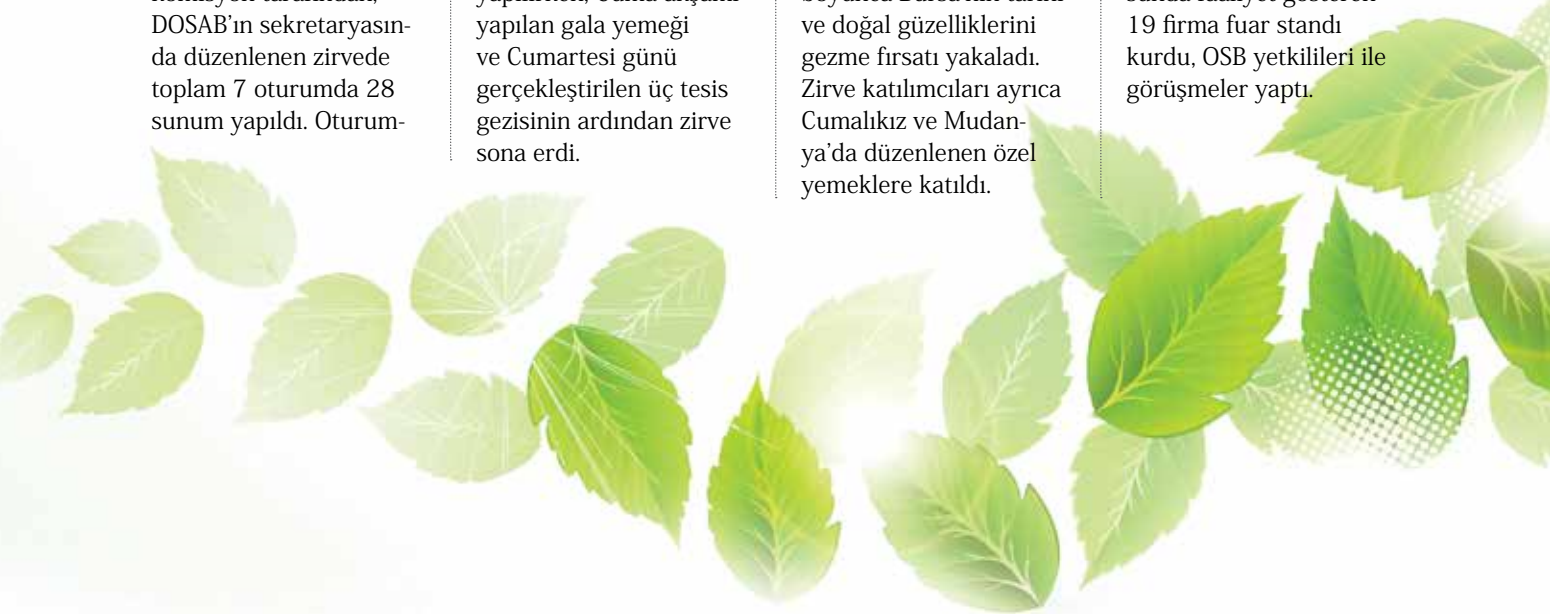 DOSAB’ın sekretaryasın-
da düzenlenen zirvede
toplam 7 oturumda 28
sunum yapıldı. Oturum-
yapılan gala yemeği
ve Cumartesi günü
gerçekleştirilen üç tesis
gezisinin ardından zirve
sona erdi.
ve doğal güzelliklerini
gezme fırsatı yakaladı.
Zirve katılımcıları ayrıca
Cumalıkız ve Mudan-
ya’da düzenlenen özel
yemeklere katıldı.
19 firma fuar standı
kurdu, OSB yetkilileri ile
görüşmeler yaptı.